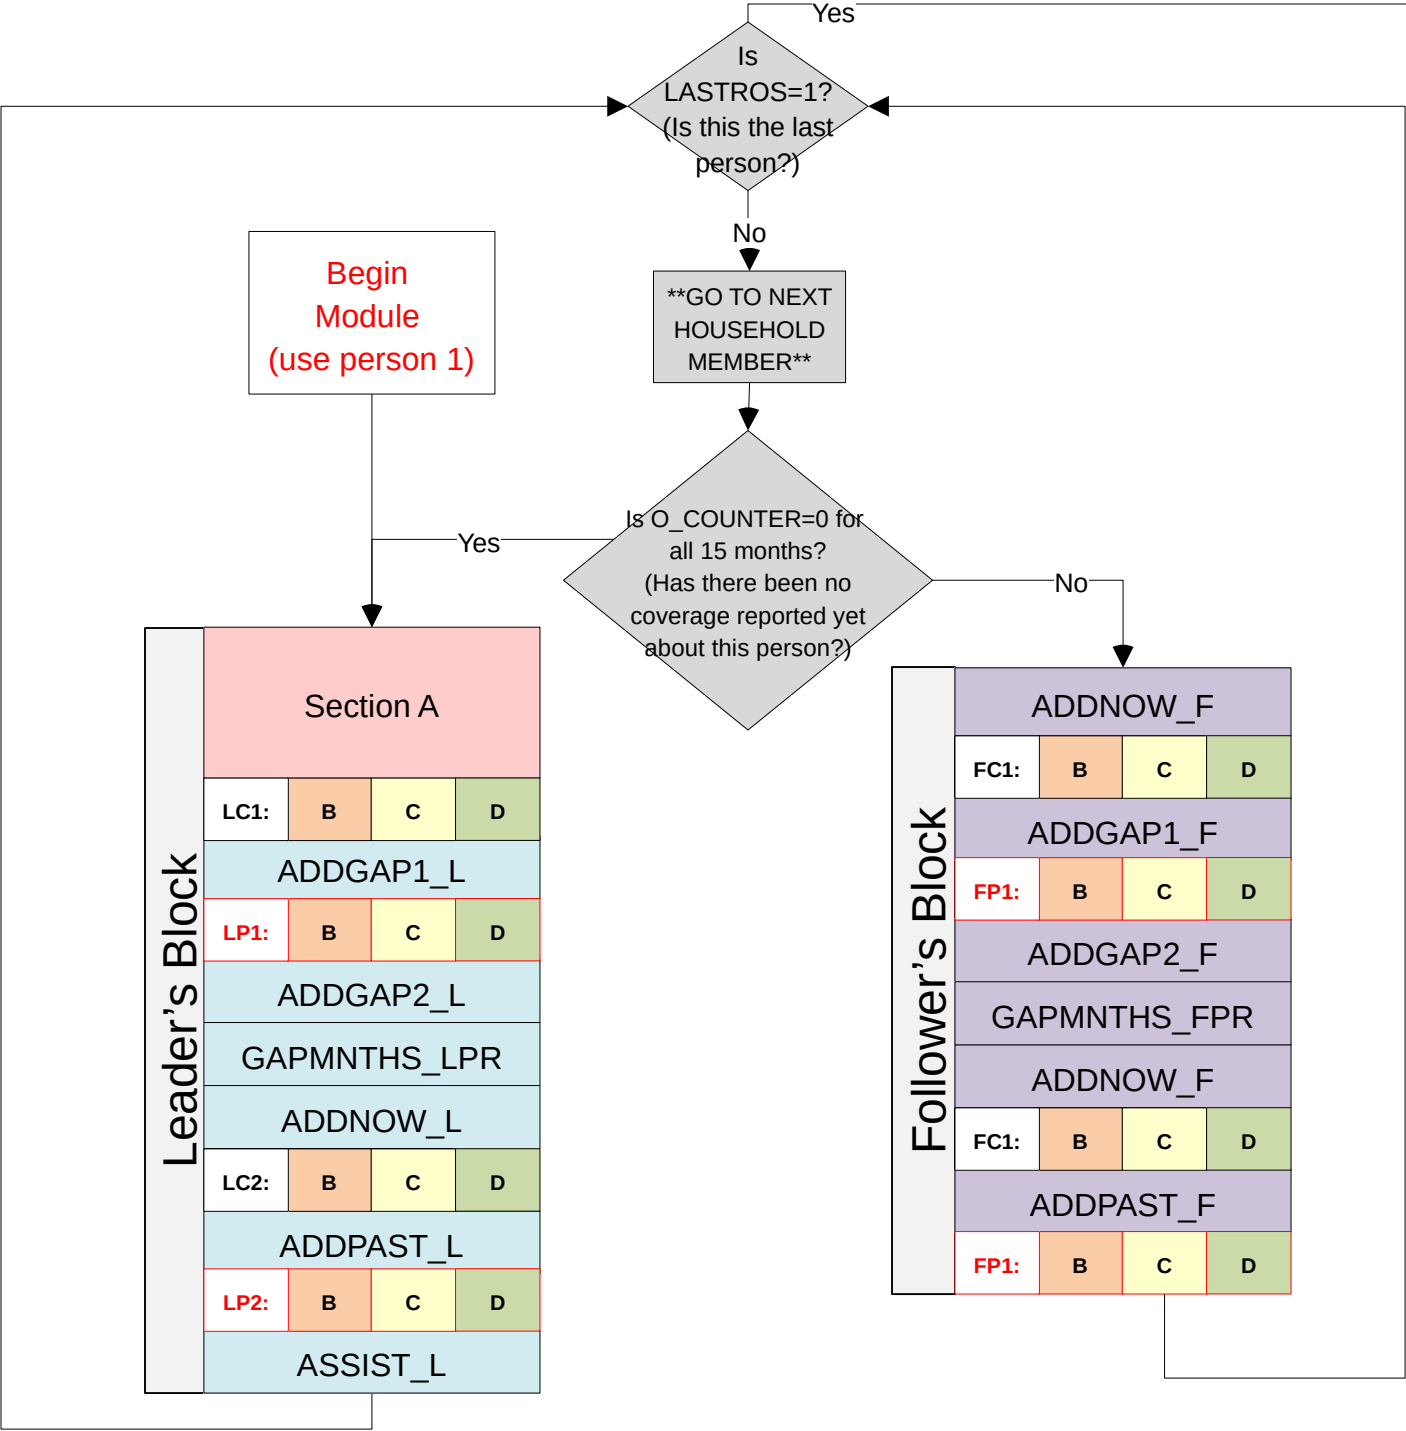 Yes
Is
LASTROS=1?
(Is this the last
person?)
No
**GO TO NEXT
HOUSEHOLD
MEMBER**
Begin
Module
(use person 1)
Is O_COUNTER=0 for
all 15 months?
(Has there been no
coverage reported yet
about this person?)
Yes
No
Leader’s Block
Section A
LC1: B C D
ADDGAP1_L
LP1: B C D
ADDGAP2_L
GAPMNTHS_LPR
ADDNOW_L
LC2: B C D
ADDPAST_L
LP2: B C D
ASSIST_L
Follower’s Block
ADDNOW_F
FC1: B C D
ADDGAP1_F
FP1: B C D
ADDGAP2_F
GAPMNTHS_FPR
ADDNOW_F
FC1: B C D
ADDPAST_F
FP1: B C D